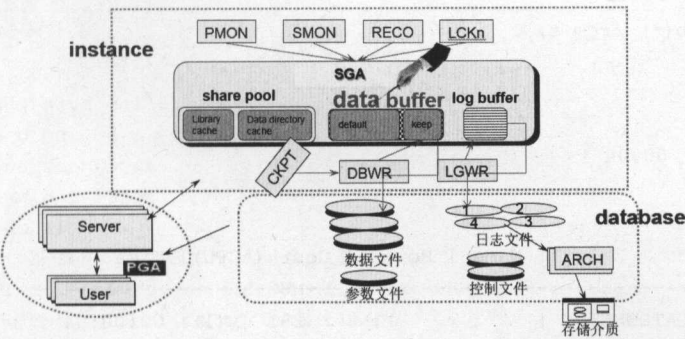 PMON SMON RECO LCKn
instance
SGA
share pool data buffer log buffer
Library cache
Data directory cache
default keep
CKPT
DBWR LGWR
database
Server
PGA
User
1 2
4 3
数据文件 日志文件
ARCH
参数文件 控制文件
存储介质